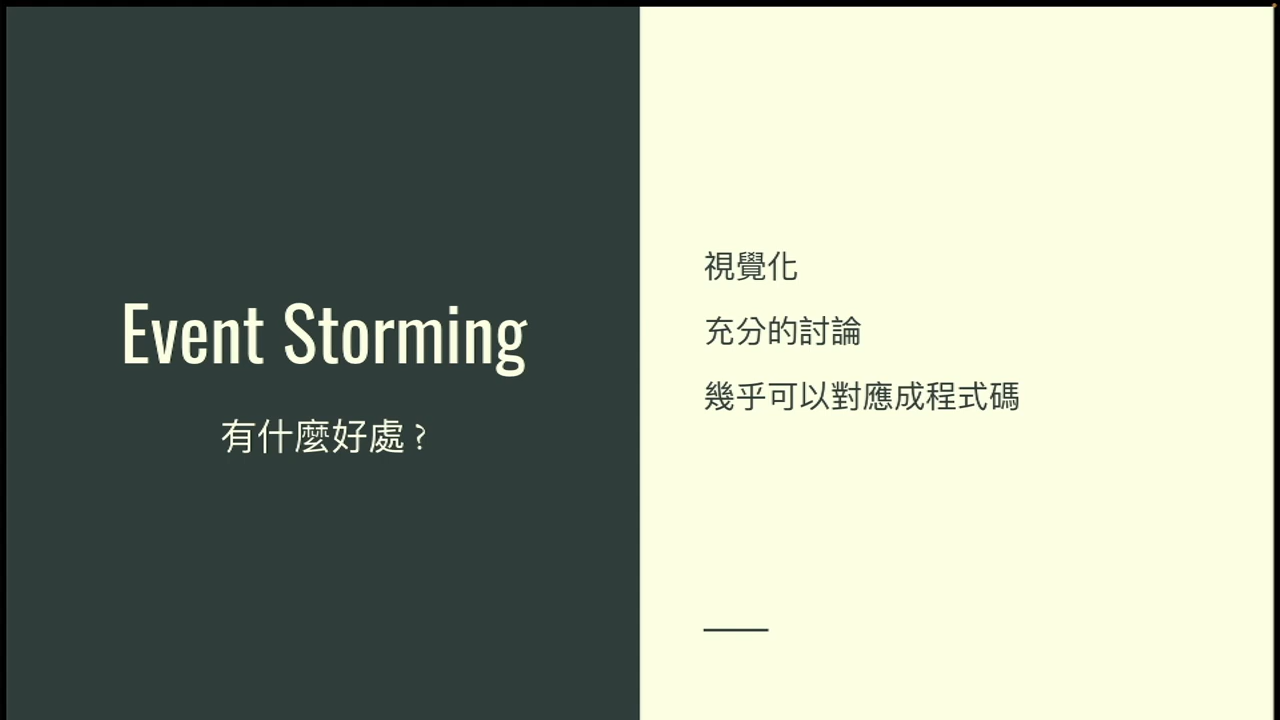 Event Storming
有什麼好處？
視覺化
充分的討論
幾乎可以對應成程式碼